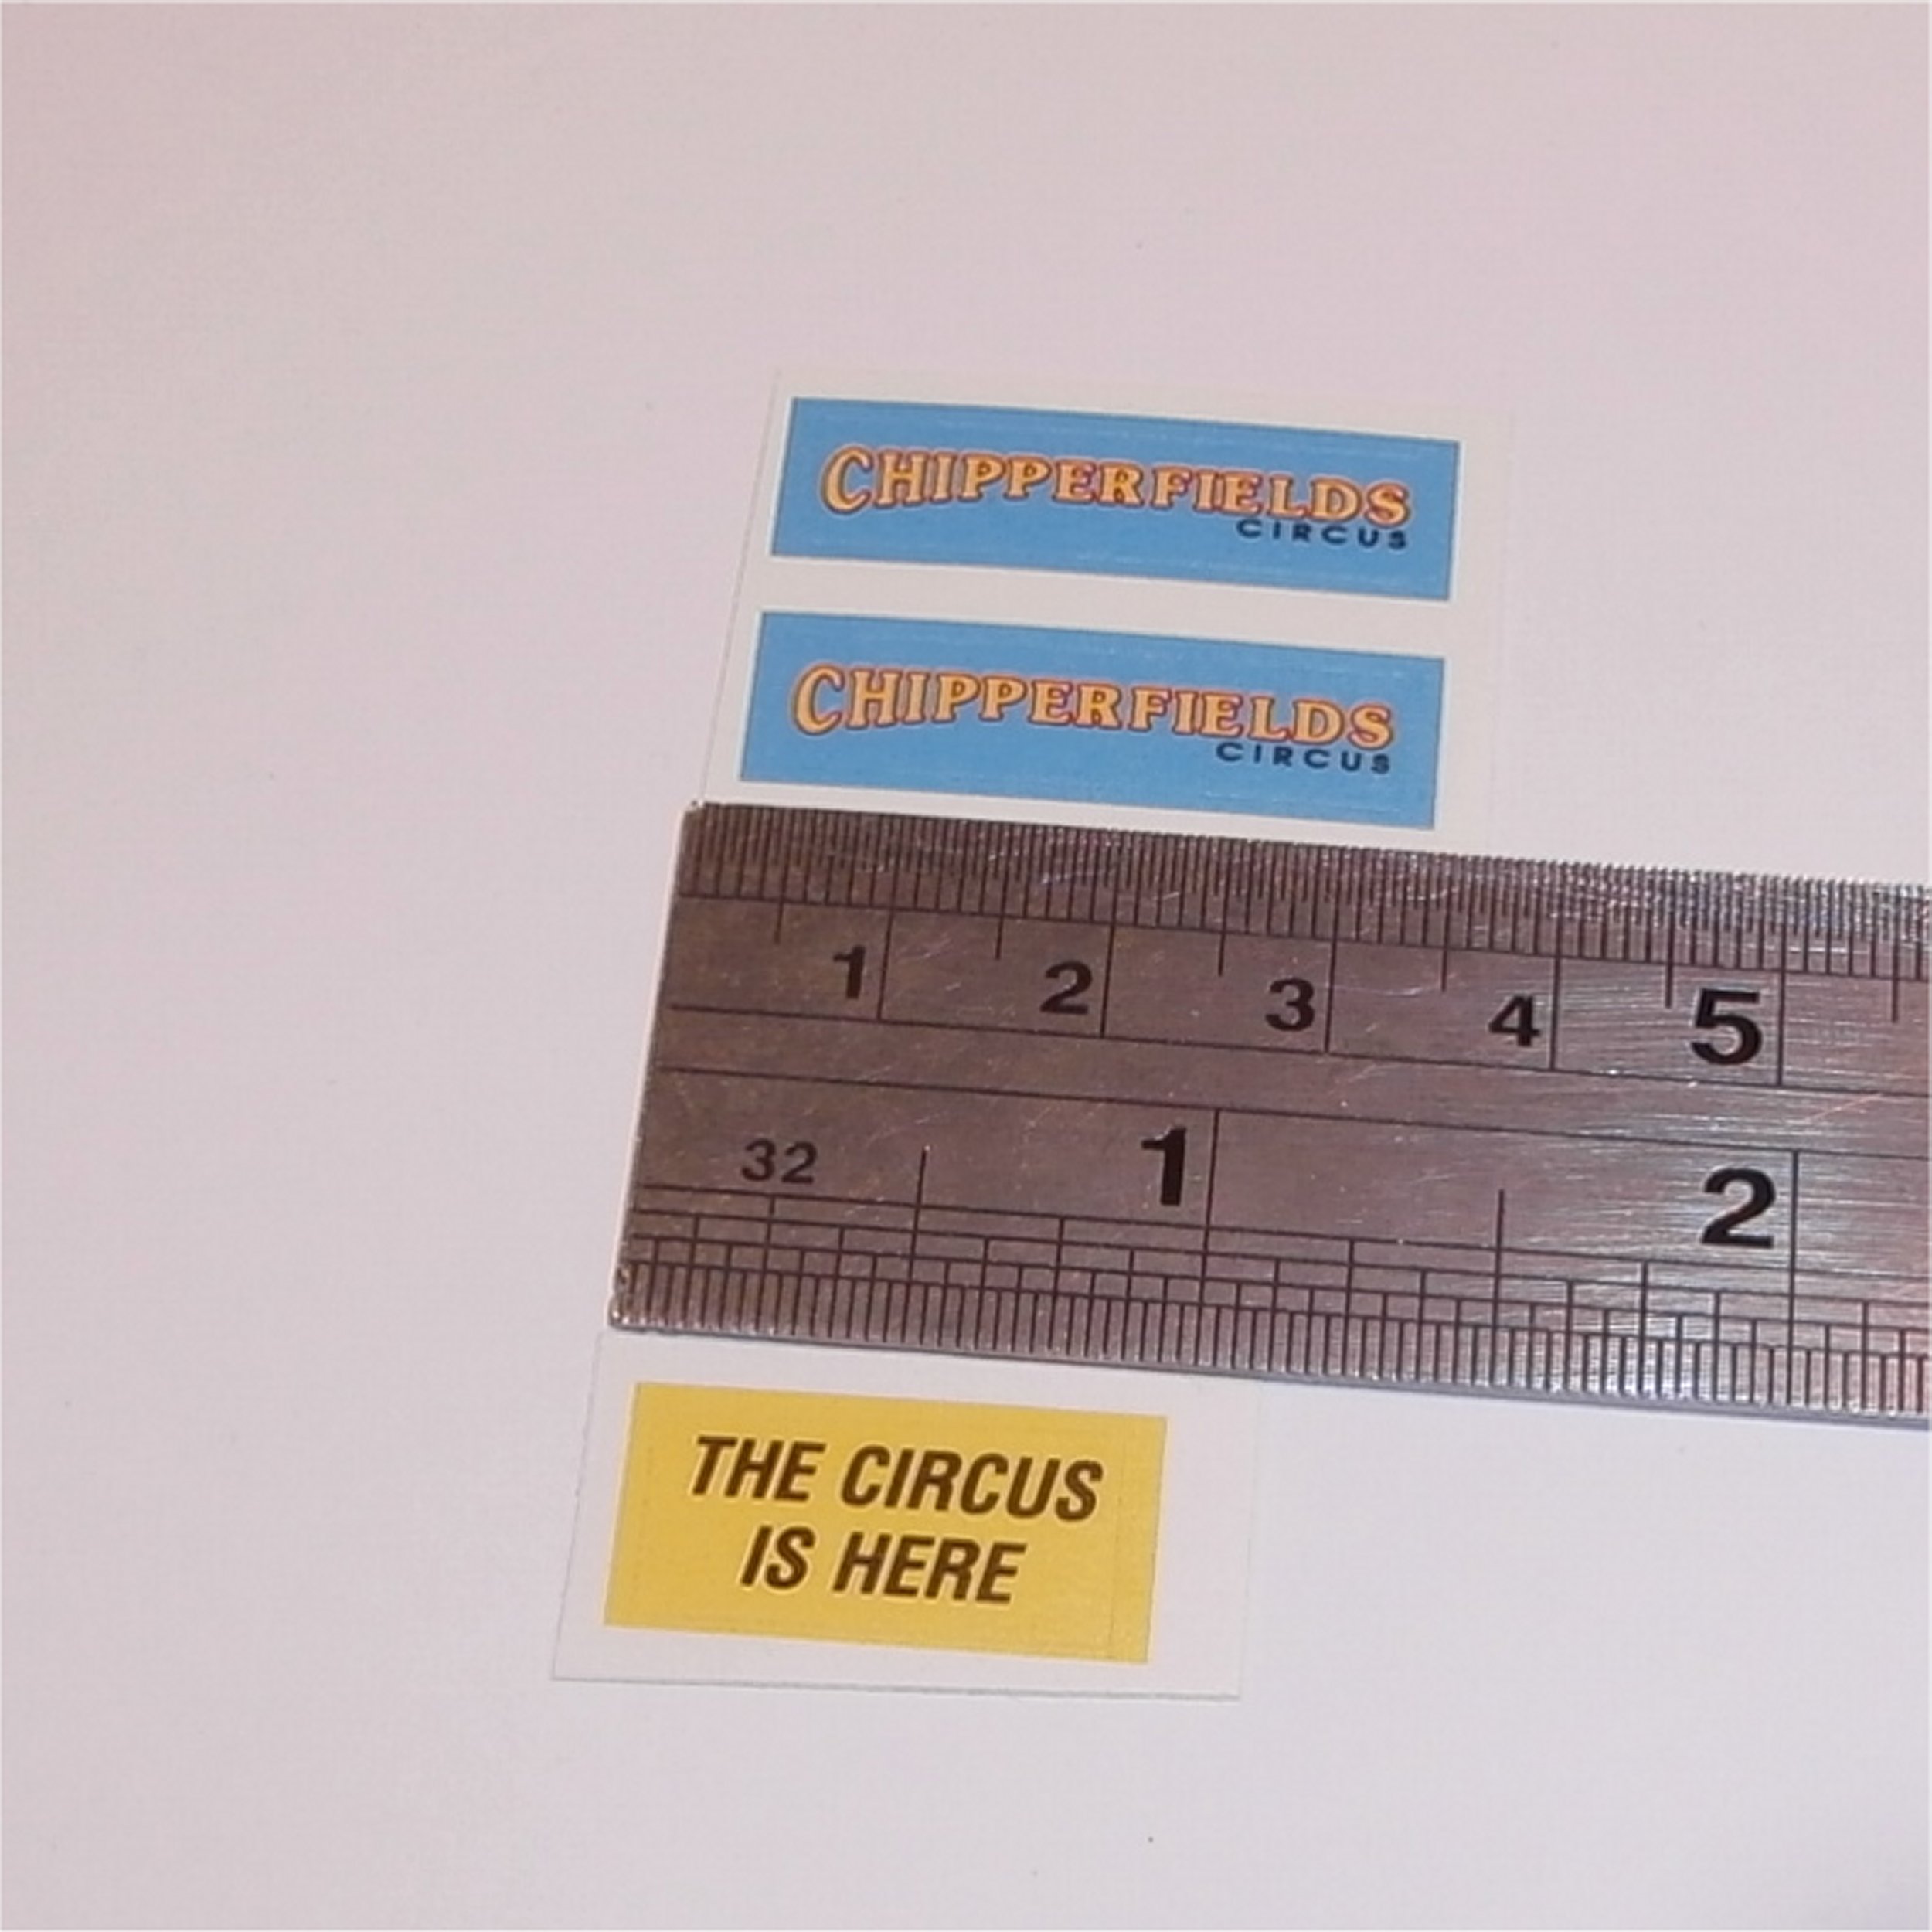 CHIPPERFIELDS
CIRCUS
CHIPPERFIELDS
CIRCUS
1 2 3 4 5
32 1 2
THE CIRCUS
IS HERE